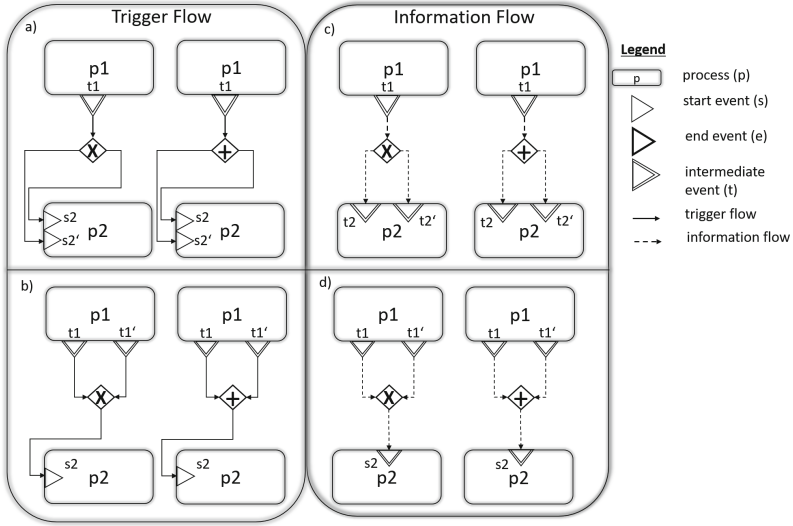 Trigger Flow
a)
p1
t1
X
+
s2
s2‘
p2
p1
t1
s2
s2‘
p2
Information Flow
c)
p1
t1
X
t2
t2‘
p2
p1
t1
+
t2
t2‘
p2
b)
p1
t1
t1‘
X
s2
p2
p1
t1
t1‘
+
s2
p2
d)
p1
t1
t1‘
X
s2
p2
p1
t1
t1‘
+
s2
p2
Legend
p
process (p)
start event (s)
end event (e)
intermediate
event (t)
trigger flow
information flow